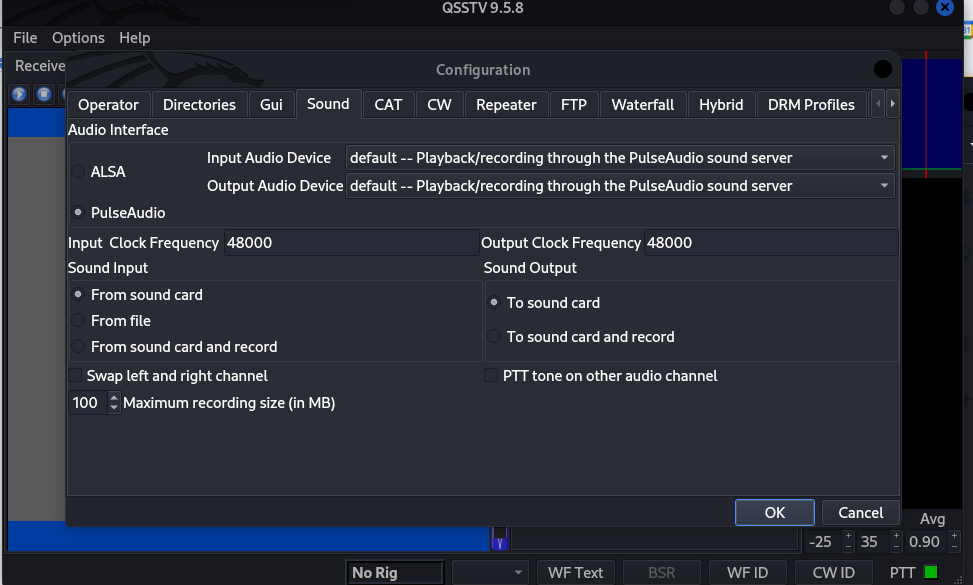 QSSTV 9.5.8
File Options Help
Receive
Configuration
Operator Directories Gui Sound CAT CW Repeater FTP Waterfall Hybrid DRM Profiles
Audio Interface
ALSA
Input Audio Device default -- Playback/recording through the PulseAudio sound server
Output Audio Device default -- Playback/recording through the PulseAudio sound server
PulseAudio
Input Clock Frequency 48000 Output Clock Frequency 48000
Sound Input Sound Output
From sound card
To sound card
From file
To sound card and record
From sound card and record
Swap left and right channel PTT tone on other audio channel
100 Maximum recording size (in MB)
OK Cancel
Avg
-25 35 0.90
No Rig WF Text BSR WF ID CW ID PTT